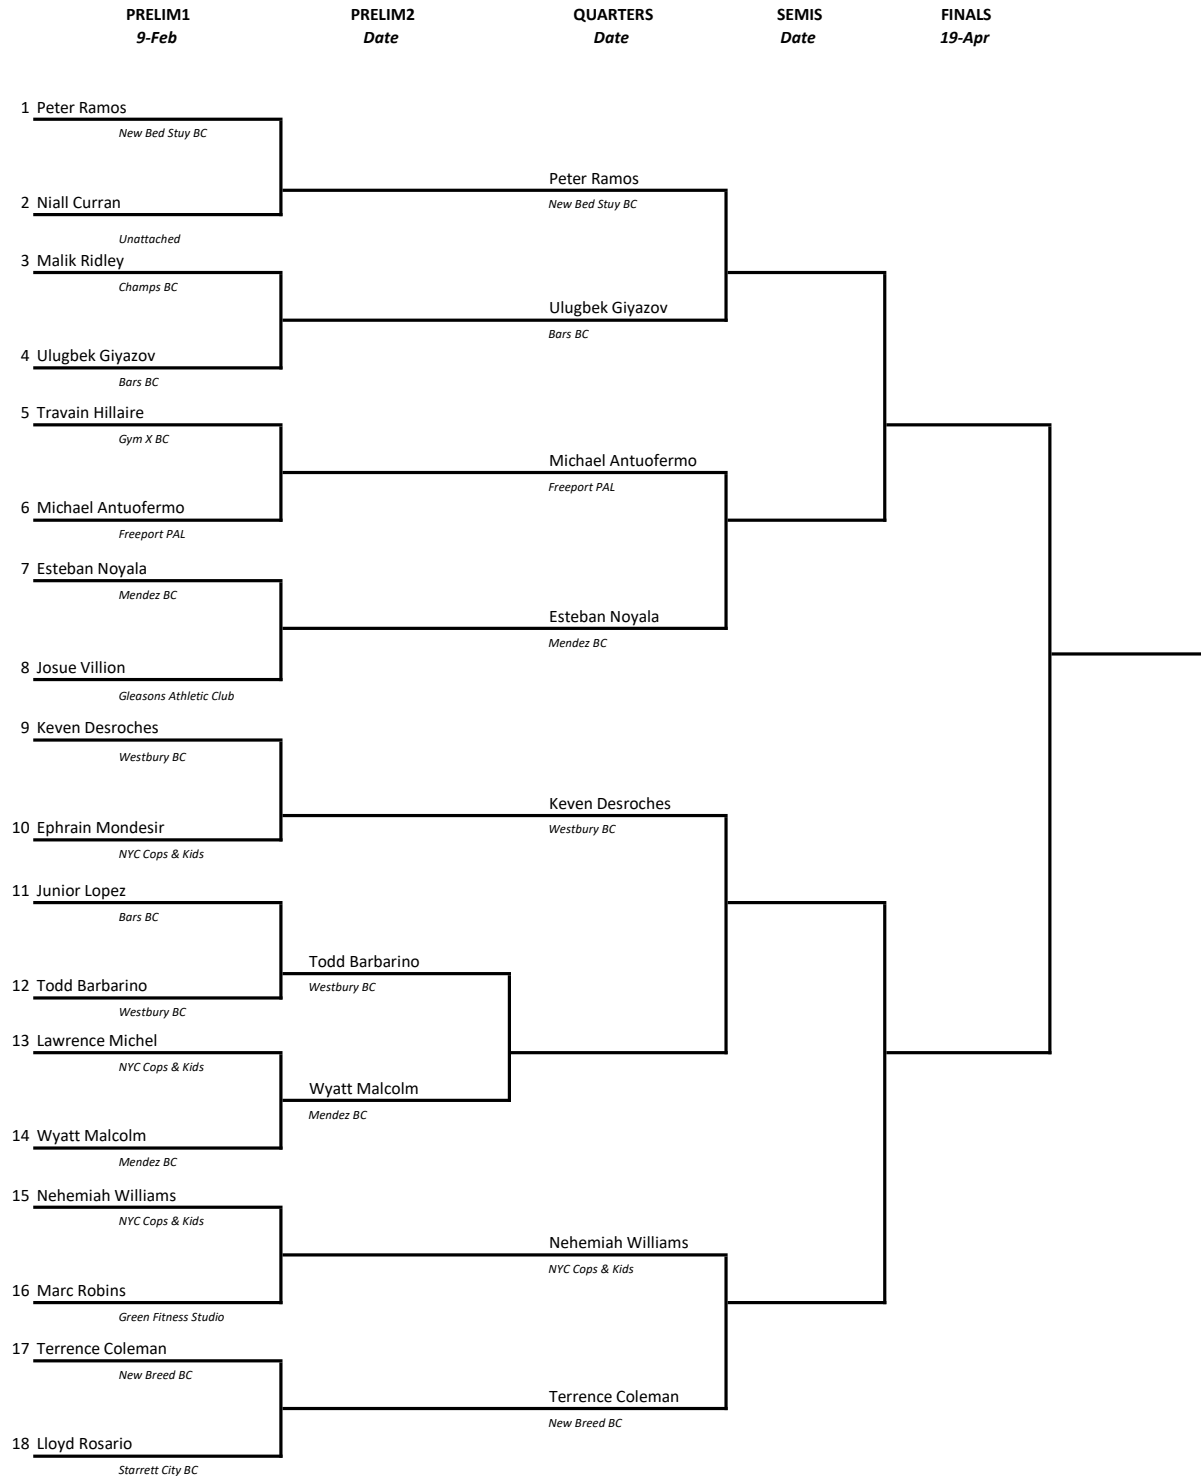 PRELIM1 PRELIM2 QUARTERS SEMIS FINALS
9-Feb Date Date Date 19-Apr
1 Peter Ramos
New Bed Stuy BC
Peter Ramos
New Bed Stuy BC
2 Niall Curran
Unattached
3 Malik Ridley
Champs BC
Ulugbek Giyazov
Bars BC
4 Ulugbek Giyazov
Bars BC
5 Travain Hillaire
Gym X BC
Michael Antuofermo
Freeport PAL
6 Michael Antuofermo
Freeport PAL
7 Esteban Noyala
Mendez BC
Esteban Noyala
Mendez BC
8 Josue Villion
Gleasons Athletic Club
9 Keven Desroches
Westbury BC
Keven Desroches
Westbury BC
10 Ephrain Mondesir
NYC Cops & Kids
11 Junior Lopez
Bars BC
Todd Barbarino
Westbury BC
12 Todd Barbarino
Westbury BC
13 Lawrence Michel
NYC Cops & Kids
Wyatt Malcolm
Mendez BC
14 Wyatt Malcolm
Mendez BC
15 Nehemiah Williams
NYC Cops & Kids
Nehemiah Williams
NYC Cops & Kids
16 Marc Robins
Green Fitness Studio
17 Terrence Coleman
New Breed BC
Terrence Coleman
New Breed BC
18 Lloyd Rosario
Starrett City BC